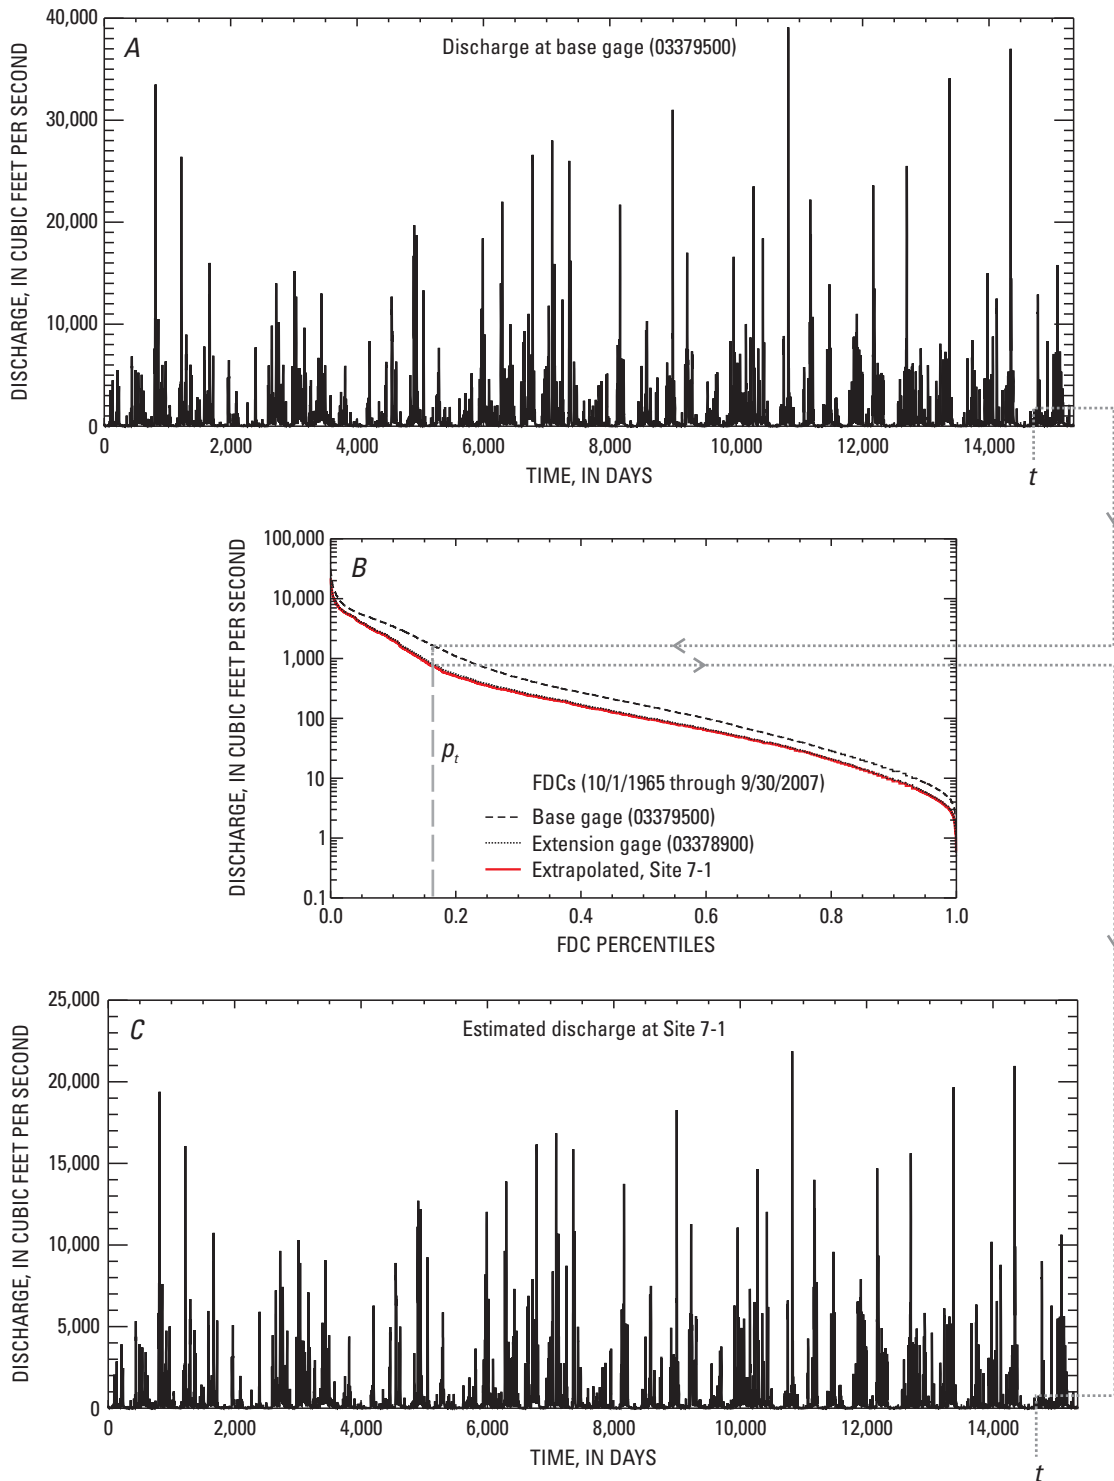 A
Discharge at base gage (03379500)
DISCHARGE, IN CUBIC FEET PER SECOND
40,000
30,000
20,000
10,000
0
0 2,000 4,000 6,000 8,000 10,000 12,000 14,000
TIME, IN DAYS
t
B
DISCHARGE, IN CUBIC FEET PER SECOND
100,000
10,000
1,000
100
10
1
0.1
pt
FDCs (10/1/1965 through 9/30/2007)
Base gage (03379500)
Extension gage (03378900)
Extrapolated, Site 7-1
0.0 0.2 0.4 0.6 0.8 1.0
FDC PERCENTILES
C
Estimated discharge at Site 7-1
DISCHARGE, IN CUBIC FEET PER SECOND
25,000
20,000
15,000
10,000
5,000
0
0 2,000 4,000 6,000 8,000 10,000 12,000 14,000
TIME, IN DAYS
t